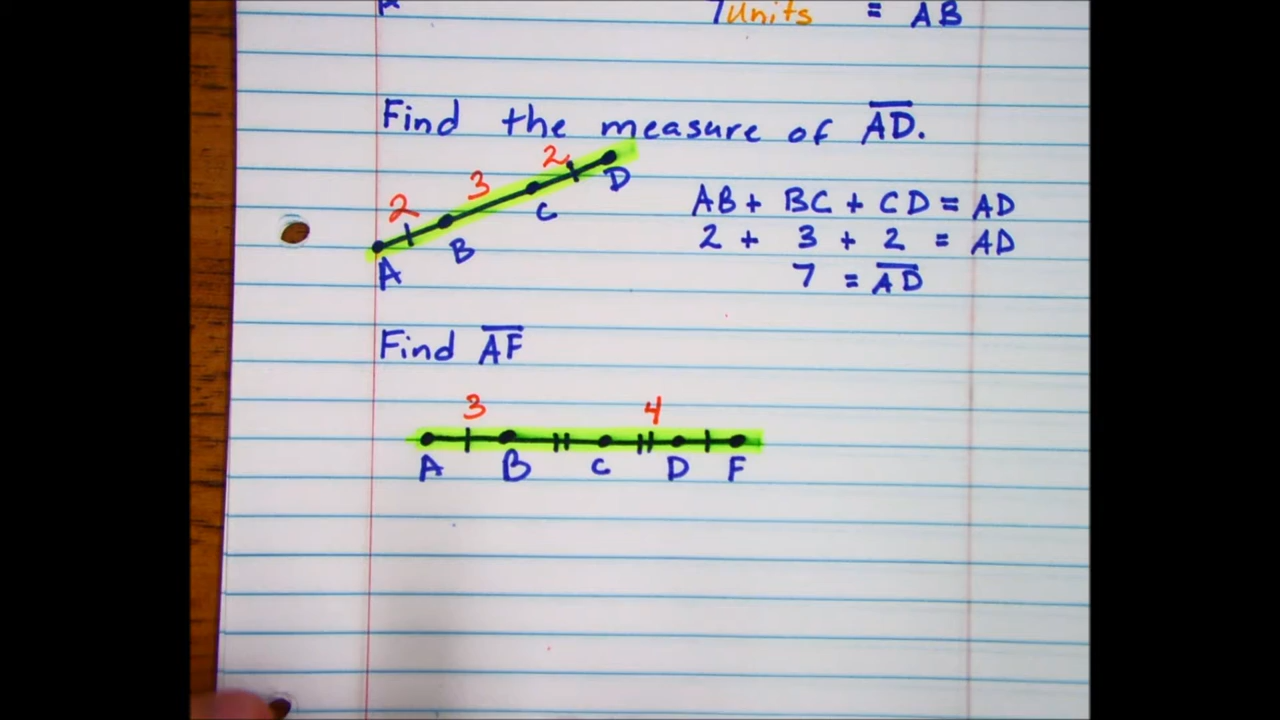 7 Units = AB
Find the measure of AD.
2 3 2
A B C D
AB + BC + CD = AD
2 + 3 + 2 = AD
7 = AD
Find AF
3 4
A B C D F